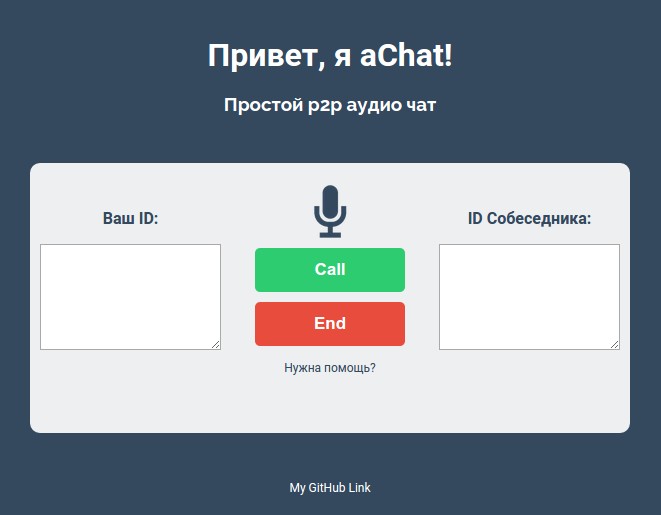 Привет, я aChat!
Простой p2p аудио чат
Ваш ID:
ID Собеседника:
Call
End
Нужна помощь?
My GitHub Link